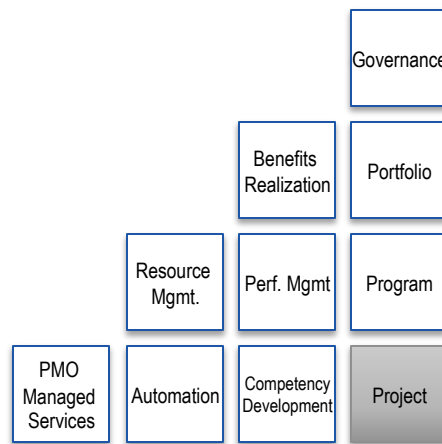 Governance
Benefits
Realization
Portfolio
Resource
Mgmt.
Perf. Mgmt
Program
PMO
Managed
Services
Automation
Competency
Development
Project